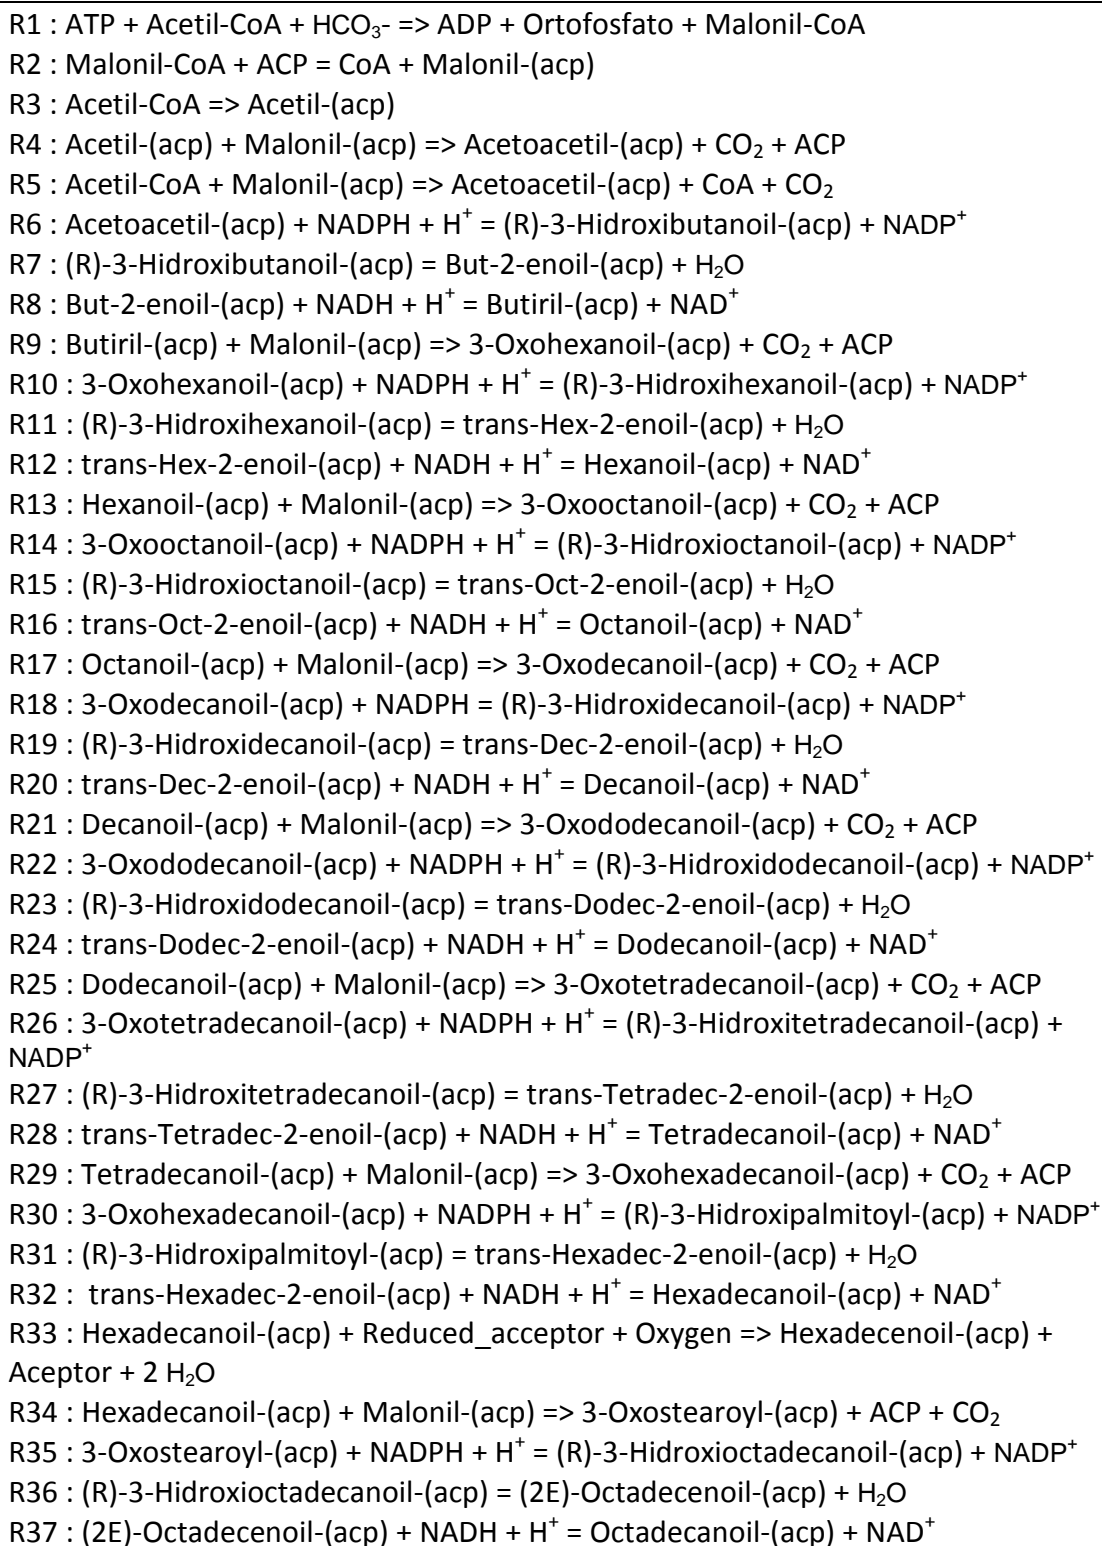 R1 : ATP + Acetil-CoA + HCO₃- => ADP + Ortofosfato + Malonil-CoA
R2 : Malonil-CoA + ACP = CoA + Malonil-(acp)
R3 : Acetil-CoA => Acetil-(acp)
R4 : Acetil-(acp) + Malonil-(acp) => Acetoacetil-(acp) + CO₂ + ACP
R5 : Acetil-CoA + Malonil-(acp) => Acetoacetil-(acp) + CoA + CO₂
R6 : Acetoacetil-(acp) + NADPH + H⁺ = (R)-3-Hidroxibutanoil-(acp) + NADP⁺
R7 : (R)-3-Hidroxibutanoil-(acp) = But-2-enoil-(acp) + H₂O
R8 : But-2-enoil-(acp) + NADH + H⁺ = Butiril-(acp) + NAD⁺
R9 : Butiril-(acp) + Malonil-(acp) => 3-Oxohexanoil-(acp) + CO₂ + ACP
R10 : 3-Oxohexanoil-(acp) + NADPH + H⁺ = (R)-3-Hidroxihexanoil-(acp) + NADP⁺
R11 : (R)-3-Hidroxihexanoil-(acp) = trans-Hex-2-enoil-(acp) + H₂O
R12 : trans-Hex-2-enoil-(acp) + NADH + H⁺ = Hexanoil-(acp) + NAD⁺
R13 : Hexanoil-(acp) + Malonil-(acp) => 3-Oxooctanoil-(acp) + CO₂ + ACP
R14 : 3-Oxooctanoil-(acp) + NADPH + H⁺ = (R)-3-Hidroxioctanoil-(acp) + NADP⁺
R15 : (R)-3-Hidroxioctanoil-(acp) = trans-Oct-2-enoil-(acp) + H₂O
R16 : trans-Oct-2-enoil-(acp) + NADH + H⁺ = Octanoil-(acp) + NAD⁺
R17 : Octanoil-(acp) + Malonil-(acp) => 3-Oxodecanoil-(acp) + CO₂ + ACP
R18 : 3-Oxodecanoil-(acp) + NADPH = (R)-3-Hidroxidecanoil-(acp) + NADP⁺
R19 : (R)-3-Hidroxidecanoil-(acp) = trans-Dec-2-enoil-(acp) + H₂O
R20 : trans-Dec-2-enoil-(acp) + NADH + H⁺ = Decanoil-(acp) + NAD⁺
R21 : Decanoil-(acp) + Malonil-(acp) => 3-Oxododecanoil-(acp) + CO₂ + ACP
R22 : 3-Oxododecanoil-(acp) + NADPH + H⁺ = (R)-3-Hidroxidodecanoil-(acp) + NADP⁺
R23 : (R)-3-Hidroxidodecanoil-(acp) = trans-Dodec-2-enoil-(acp) + H₂O
R24 : trans-Dodec-2-enoil-(acp) + NADH + H⁺ = Dodecanoil-(acp) + NAD⁺
R25 : Dodecanoil-(acp) + Malonil-(acp) => 3-Oxotetradecanoil-(acp) + CO₂ + ACP
R26 : 3-Oxotetradecanoil-(acp) + NADPH + H⁺ = (R)-3-Hidroxitetradecanoil-(acp) +
NADP⁺
R27 : (R)-3-Hidroxitetradecanoil-(acp) = trans-Tetradec-2-enoil-(acp) + H₂O
R28 : trans-Tetradec-2-enoil-(acp) + NADH + H⁺ = Tetradecanoil-(acp) + NAD⁺
R29 : Tetradecanoil-(acp) + Malonil-(acp) => 3-Oxohexadecanoil-(acp) + CO₂ + ACP
R30 : 3-Oxohexadecanoil-(acp) + NADPH + H⁺ = (R)-3-Hidroxipalmitoyl-(acp) + NADP⁺
R31 : (R)-3-Hidroxipalmitoyl-(acp) = trans-Hexadec-2-enoil-(acp) + H₂O
R32 : trans-Hexadec-2-enoil-(acp) + NADH + H⁺ = Hexadecanoil-(acp) + NAD⁺
R33 : Hexadecanoil-(acp) + Reduced_acceptor + Oxygen => Hexadecenoil-(acp) +
Aceptor + 2 H₂O
R34 : Hexadecanoil-(acp) + Malonil-(acp) => 3-Oxostearoyl-(acp) + ACP + CO₂
R35 : 3-Oxostearoyl-(acp) + NADPH + H⁺ = (R)-3-Hidroxioctadecanoil-(acp) + NADP⁺
R36 : (R)-3-Hidroxioctadecanoil-(acp) = (2E)-Octadecenoil-(acp) + H₂O
R37 : (2E)-Octadecenoil-(acp) + NADH + H⁺ = Octadecanoil-(acp) + NAD⁺